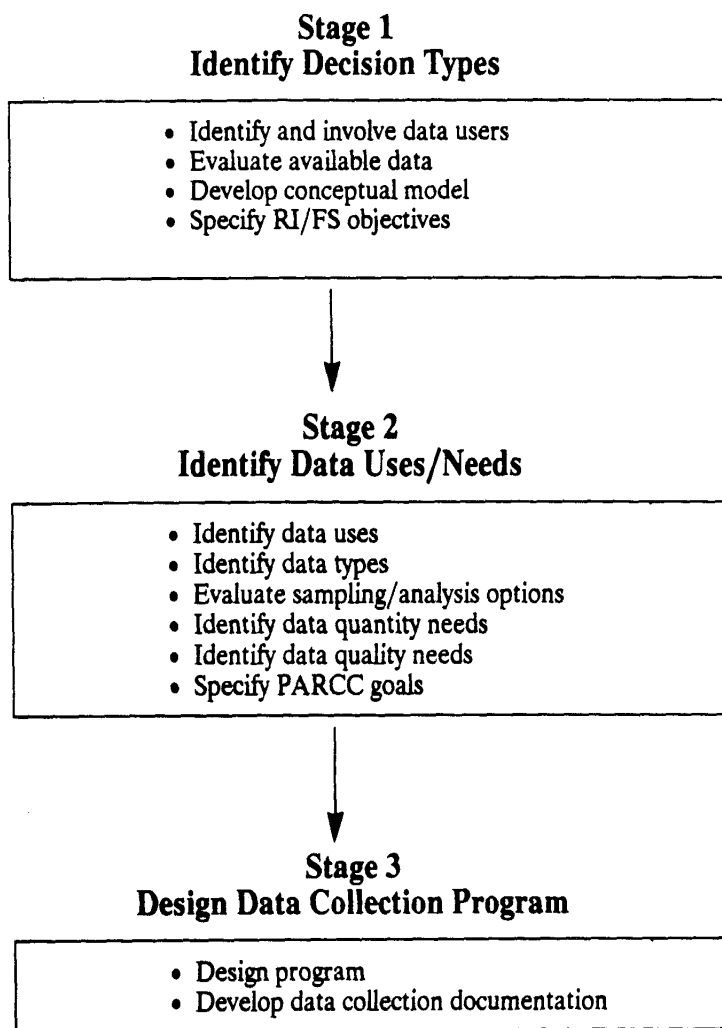 Stage 1
Identify Decision Types
• Identify and involve data users
• Evaluate available data
• Develop conceptual model
• Specify RI/FS objectives
Stage 2
Identify Data Uses/Needs
• Identify data uses
• Identify data types
• Evaluate sampling/analysis options
• Identify data quantity needs
• Identify data quality needs
• Specify PARCC goals
Stage 3
Design Data Collection Program
• Design program
• Develop data collection documentation